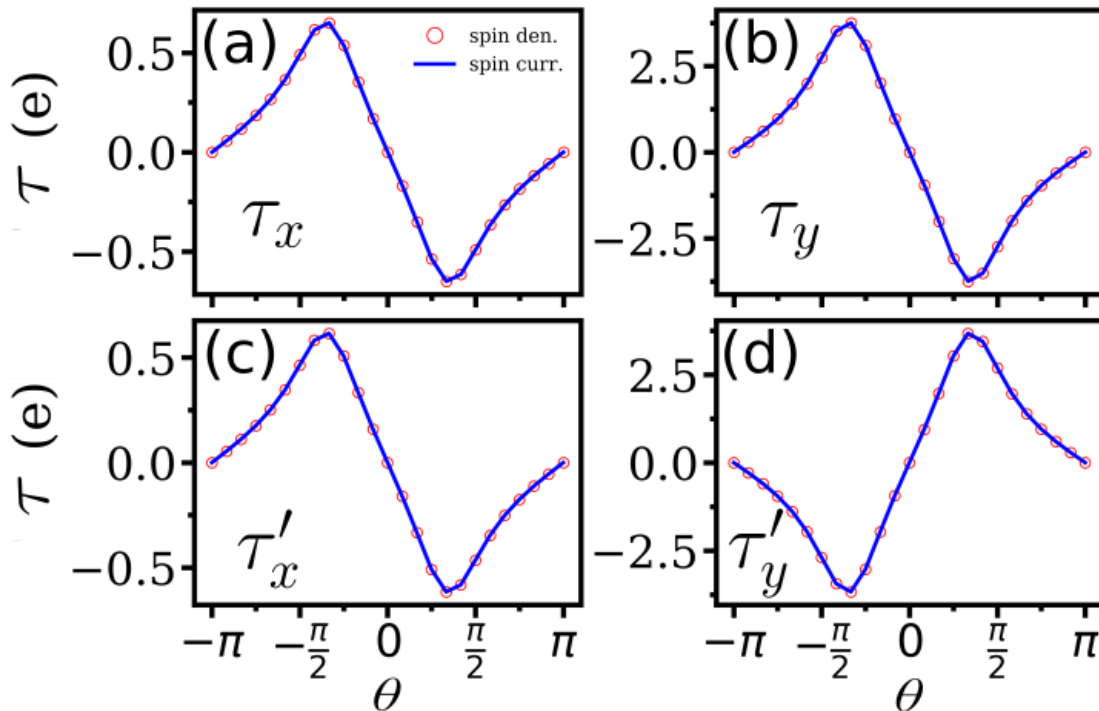 (a)
spin den.
spin curr.
τ (e)
0.5
0.0
−0.5
τ_x
(b)
2.5
0.0
−2.5
τ_y
(c)
τ (e)
0.5
0.0
−0.5
τ′_x
−π
−π/2
0
π/2
π
θ
(d)
2.5
0.0
−2.5
τ′_y
−π
−π/2
0
π/2
π
θ